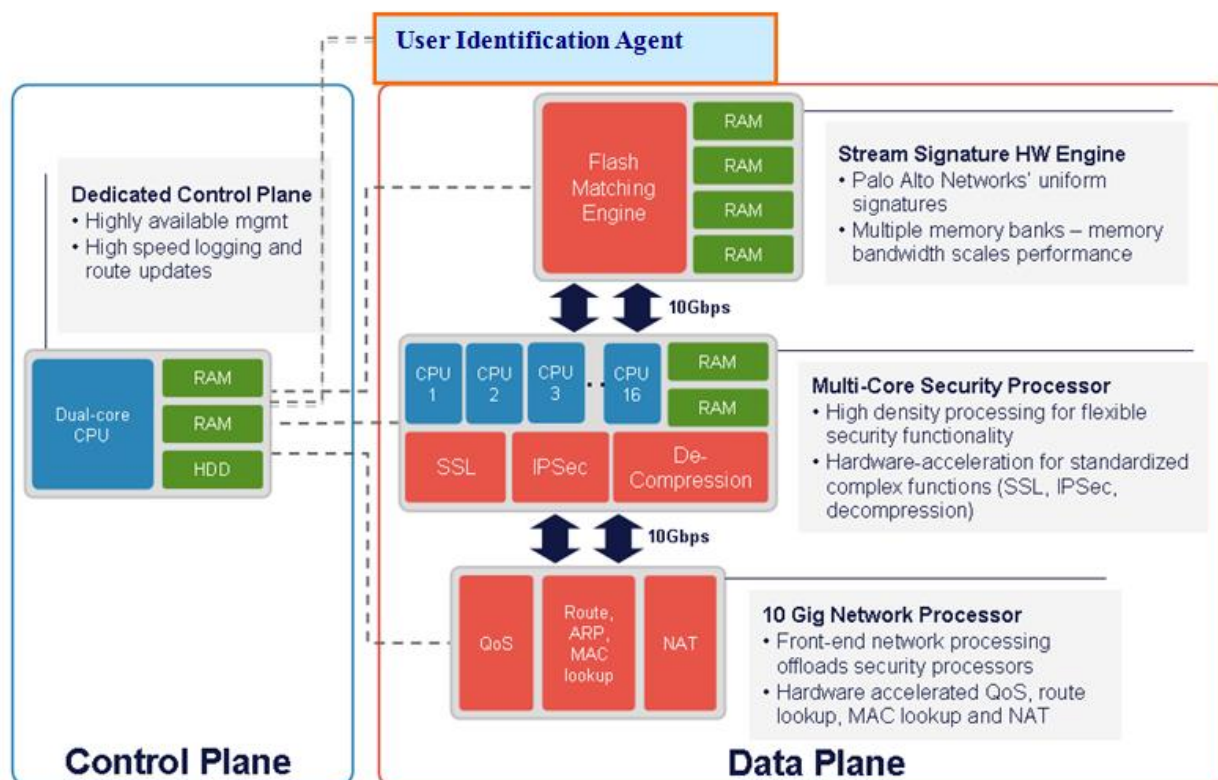 User Identification Agent
Dedicated Control Plane
• Highly available mgmt
• High speed logging and
route updates
Dual-core
CPU
RAM
RAM
HDD
Control Plane
Flash
Matching
Engine
RAM
RAM
RAM
RAM
Stream Signature HW Engine
• Palo Alto Networks' uniform
signatures
• Multiple memory banks – memory
bandwidth scales performance
10Gbps
CPU
1
CPU
2
CPU
3
..
CPU
16
RAM
RAM
SSL
IPSec
De-
Compression
Multi-Core Security Processor
• High density processing for flexible
security functionality
• Hardware-acceleration for standardized
complex functions (SSL, IPSec,
decompression)
10Gbps
QoS
Route,
ARP,
MAC
lookup
NAT
10 Gig Network Processor
• Front-end network processing
offloads security processors
• Hardware accelerated QoS, route
lookup, MAC lookup and NAT
Data Plane